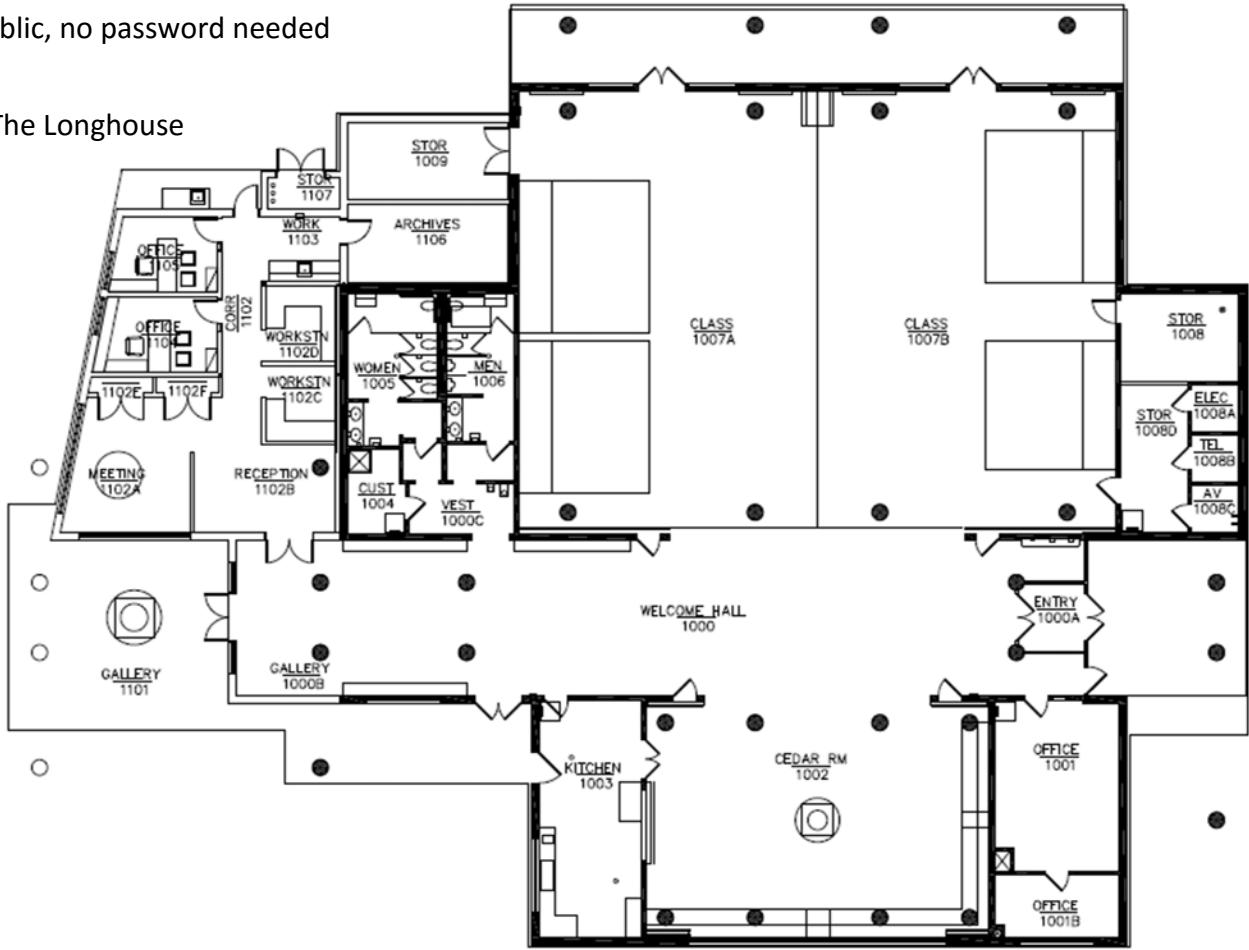 blic, no password needed
The Longhouse
STOR
1009
STOR
1107
WORK
1103
ARCHIVES
1106
OFFICE
1105
CORR
1102
OFFICE
1104
WORKSTN
1102D
WORKSTN
1102C
1102E
1102F
WOMEN
1005
MEN
1006
CLASS
1007A
CLASS
1007B
STOR
1008
STOR
1008D
ELEC
1008A
TEL
1008B
AV
1008C
MEETING
1102A
RECEPTION
1102B
CUST
1004
VEST
1000C
WELCOME HALL
1000
ENTRY
1000A
GALLERY
1101
GALLERY
1000B
KITCHEN
1003
CEDAR RM
1002
OFFICE
1001
OFFICE
1001B